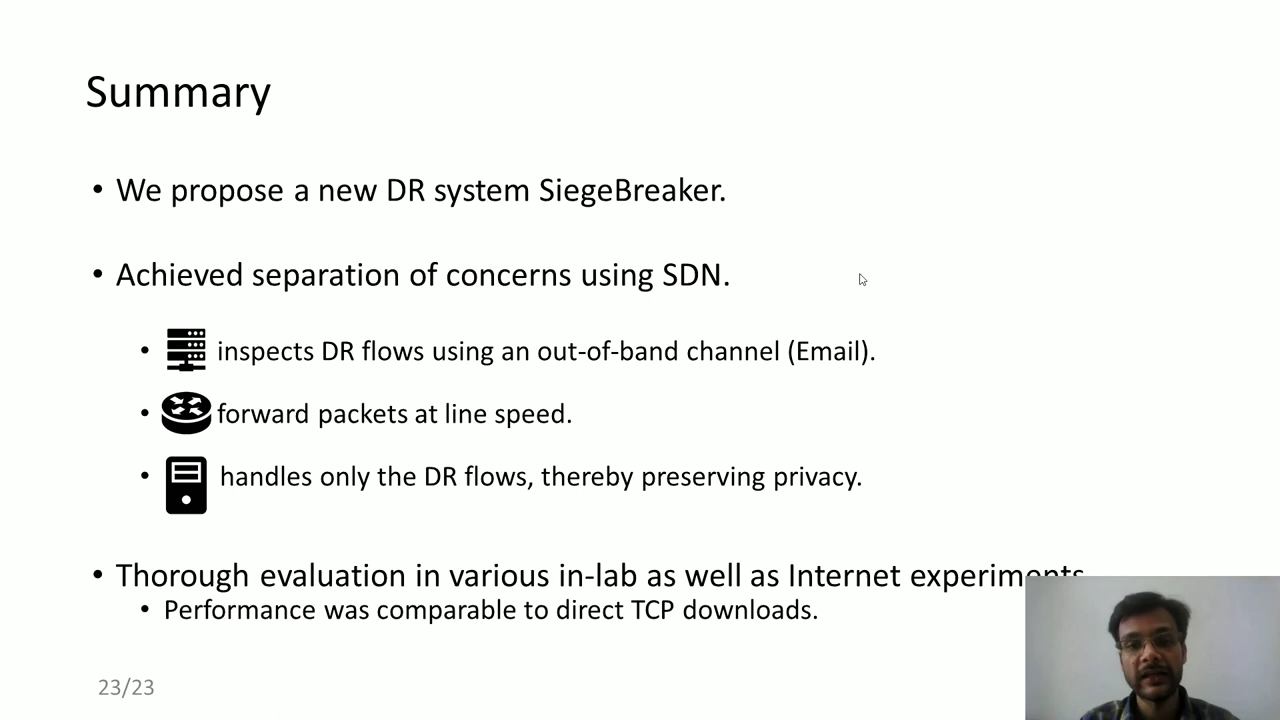 Summary
• We propose a new DR system SiegeBreaker.
• Achieved separation of concerns using SDN.
• inspects DR flows using an out-of-band channel (Email).
• forward packets at line speed.
• handles only the DR flows, thereby preserving privacy.
• Thorough evaluation in various in-lab as well as Internet experiments
• Performance was comparable to direct TCP downloads.
23/23